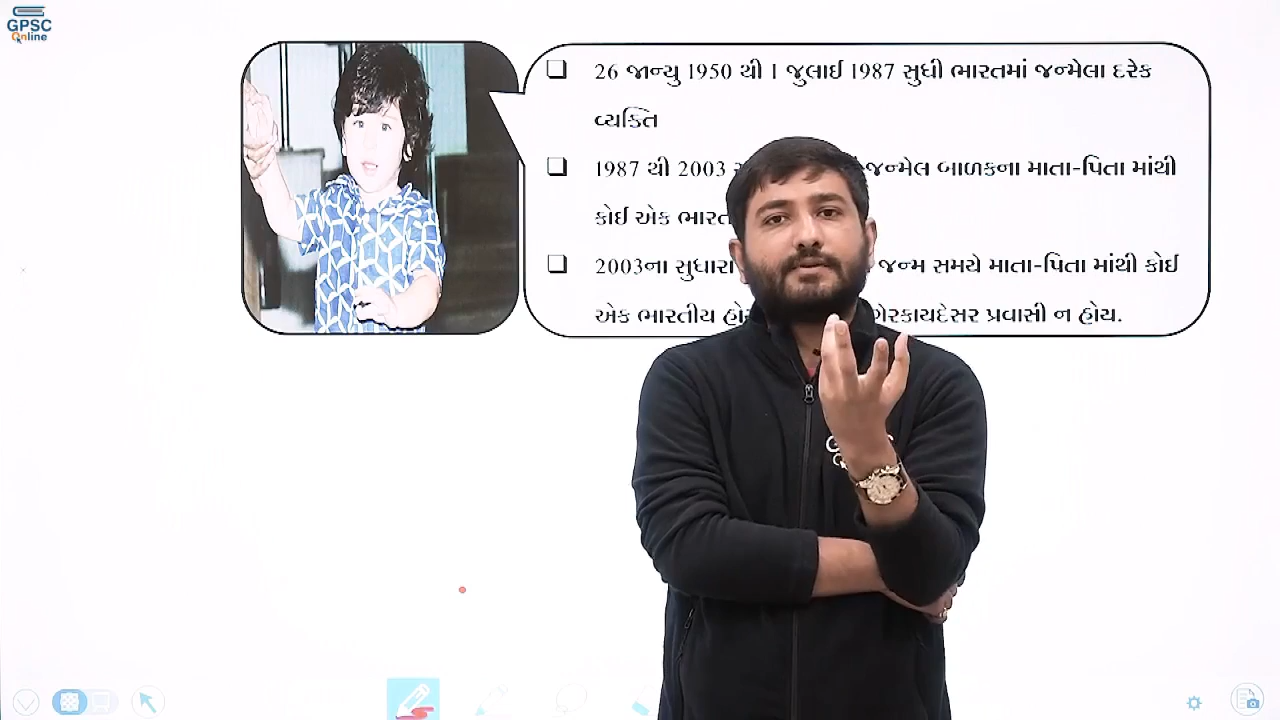 GPSC
Online
26 જાન્યુ 1950 થી 1 જુલાઈ 1987 સુધી ભારતમાં જન્મેલા દરેક
વ્યક્તિ
1987 થી 2003 જન્મેલ બાળકના માતા-પિતા માંથી
કોઈ એક
2003ના સુધારા જન્મ સમયે માતા-પિતા માંથી કોઈ
એક ભારતીય ગેરકાયદેસર પ્રવાસી ન હોય.